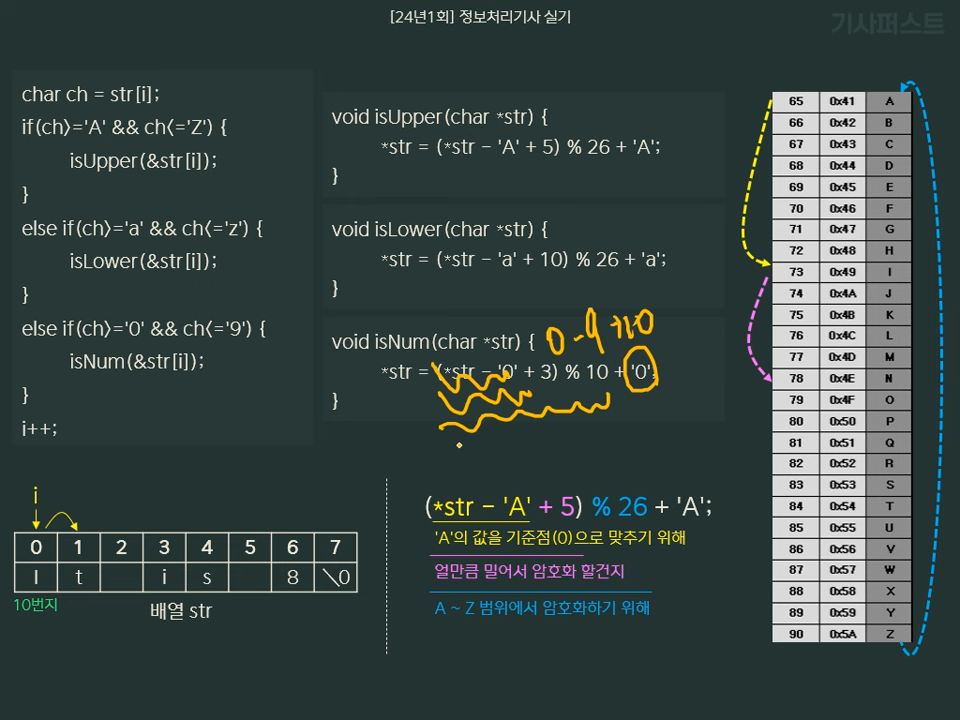 [24년1회] 정보처리기사 실기
기사퍼스트
char ch = str[i];
if(ch>='A' && ch<='Z') {
isUpper(&str[i]);
}
else if(ch>='a' && ch<='z') {
isLower(&str[i]);
}
else if(ch>='0' && ch<='9') {
isNum(&str[i]);
}
i++;
void isUpper(char *str) {
*str = (*str – 'A' + 5) % 26 + 'A';
}
void isLower(char *str) {
*str = (*str – 'a' + 10) % 26 + 'a';
}
void isNum(char *str) {
*str = (*str – '0' + 3) % 10 + '0';
}
65 0x41 A
66 0x42 B
67 0x43 C
68 0x44 D
69 0x45 E
70 0x46 F
71 0x47 G
72 0x48 H
73 0x49 I
74 0x4A J
75 0x4B K
76 0x4C L
77 0x4D M
78 0x4E N
79 0x4F O
80 0x50 P
81 0x51 Q
82 0x52 R
83 0x53 S
84 0x54 T
85 0x55 U
86 0x56 V
87 0x57 W
88 0x58 X
89 0x59 Y
90 0x5A Z
i
0 1 2 3 4 5 6 7
I t i s 8 \0
10번지
배열 str
(*str – 'A' + 5) % 26 + 'A';
'A'의 값을 기준점(0)으로 맞추기 위해
얼만큼 밀어서 암호화 할건지
A ~ Z 범위에서 암호화하기 위해